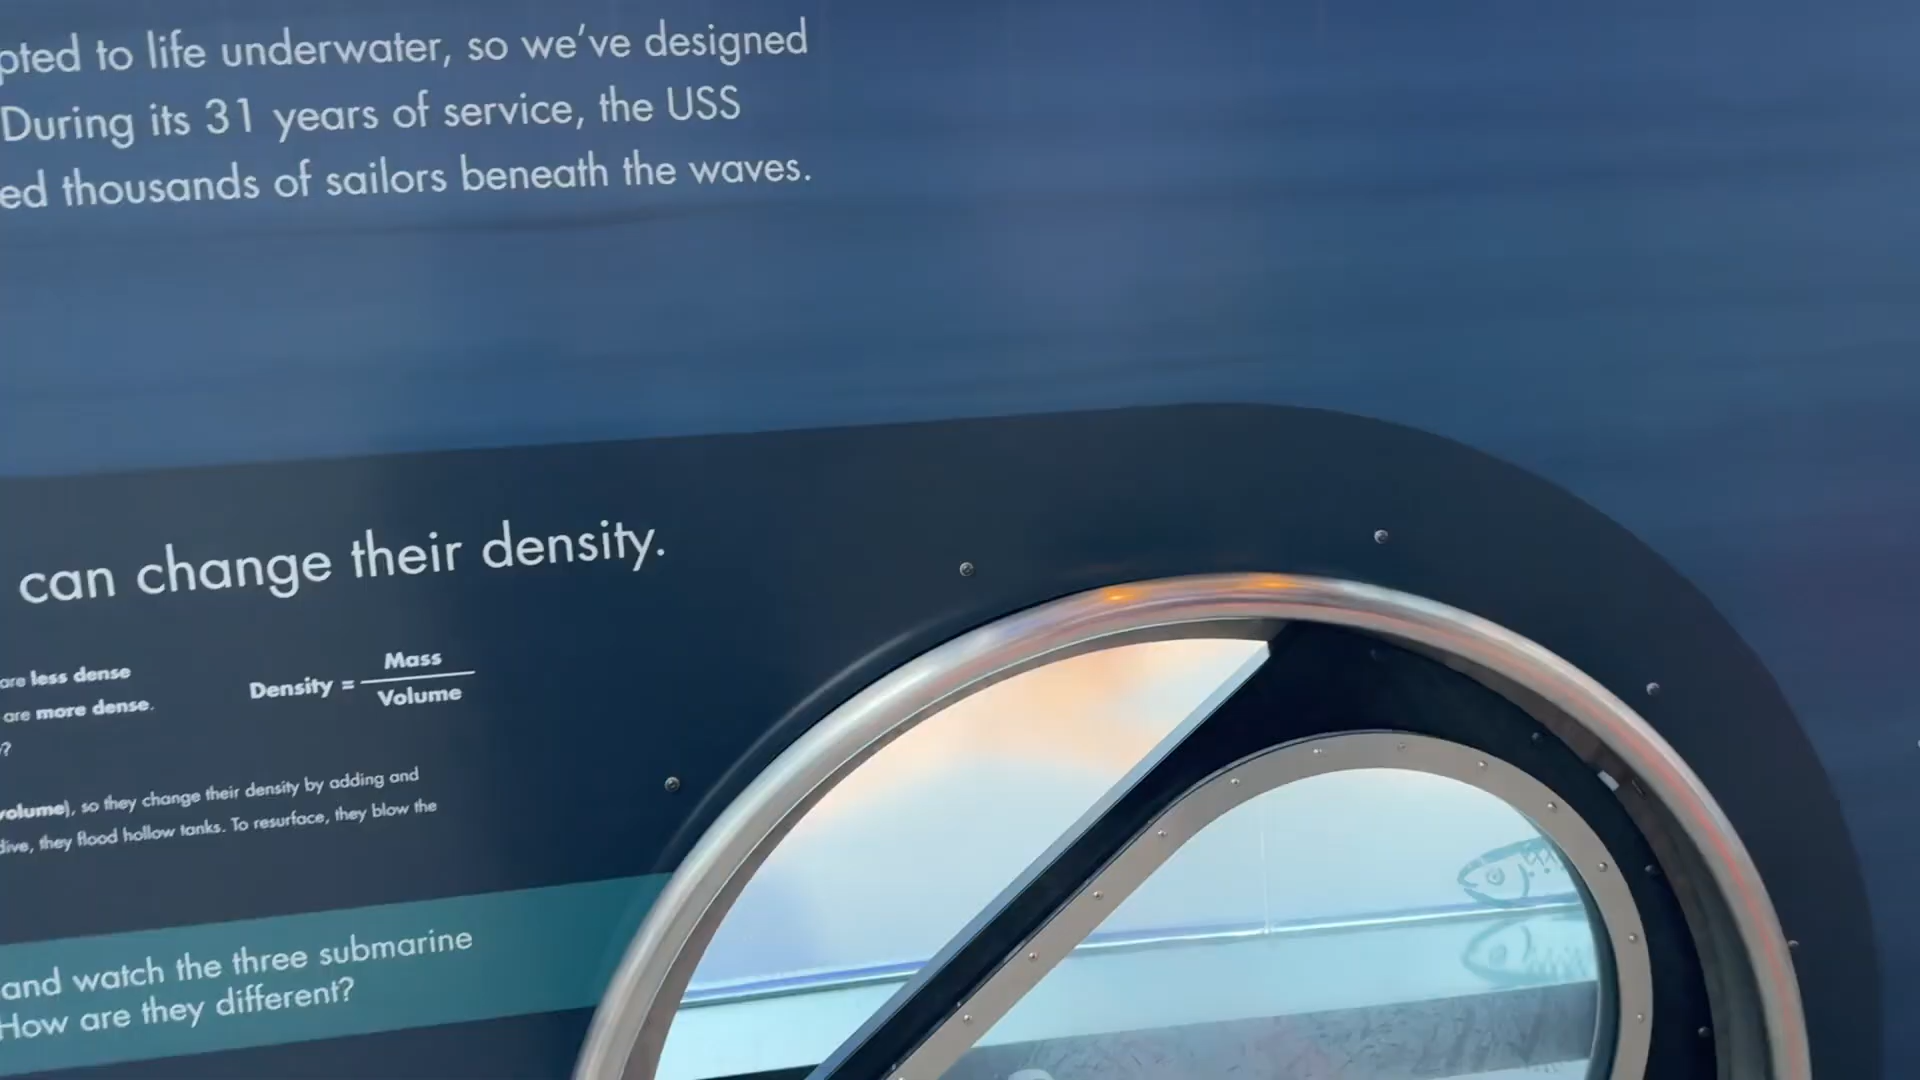 pted to life underwater, so we've designed
During its 31 years of service, the USS
ed thousands of sailors beneath the waves.
can change their density.
are less dense
are more dense.
?
Density = Mass
Volume
volume), so they change their density by adding and
dive, they flood hollow tanks. To resurface, they blow the
and watch the three submarine
How are they different?